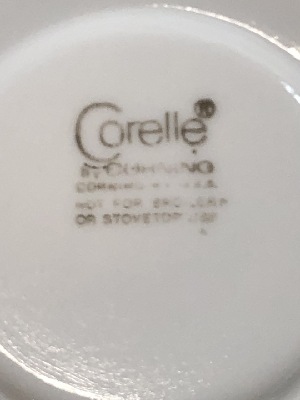 Corelle®
BY CORNING
CORNING N.Y. U.S.A.
NOT FOR BROILER
OR STOVETOP USE